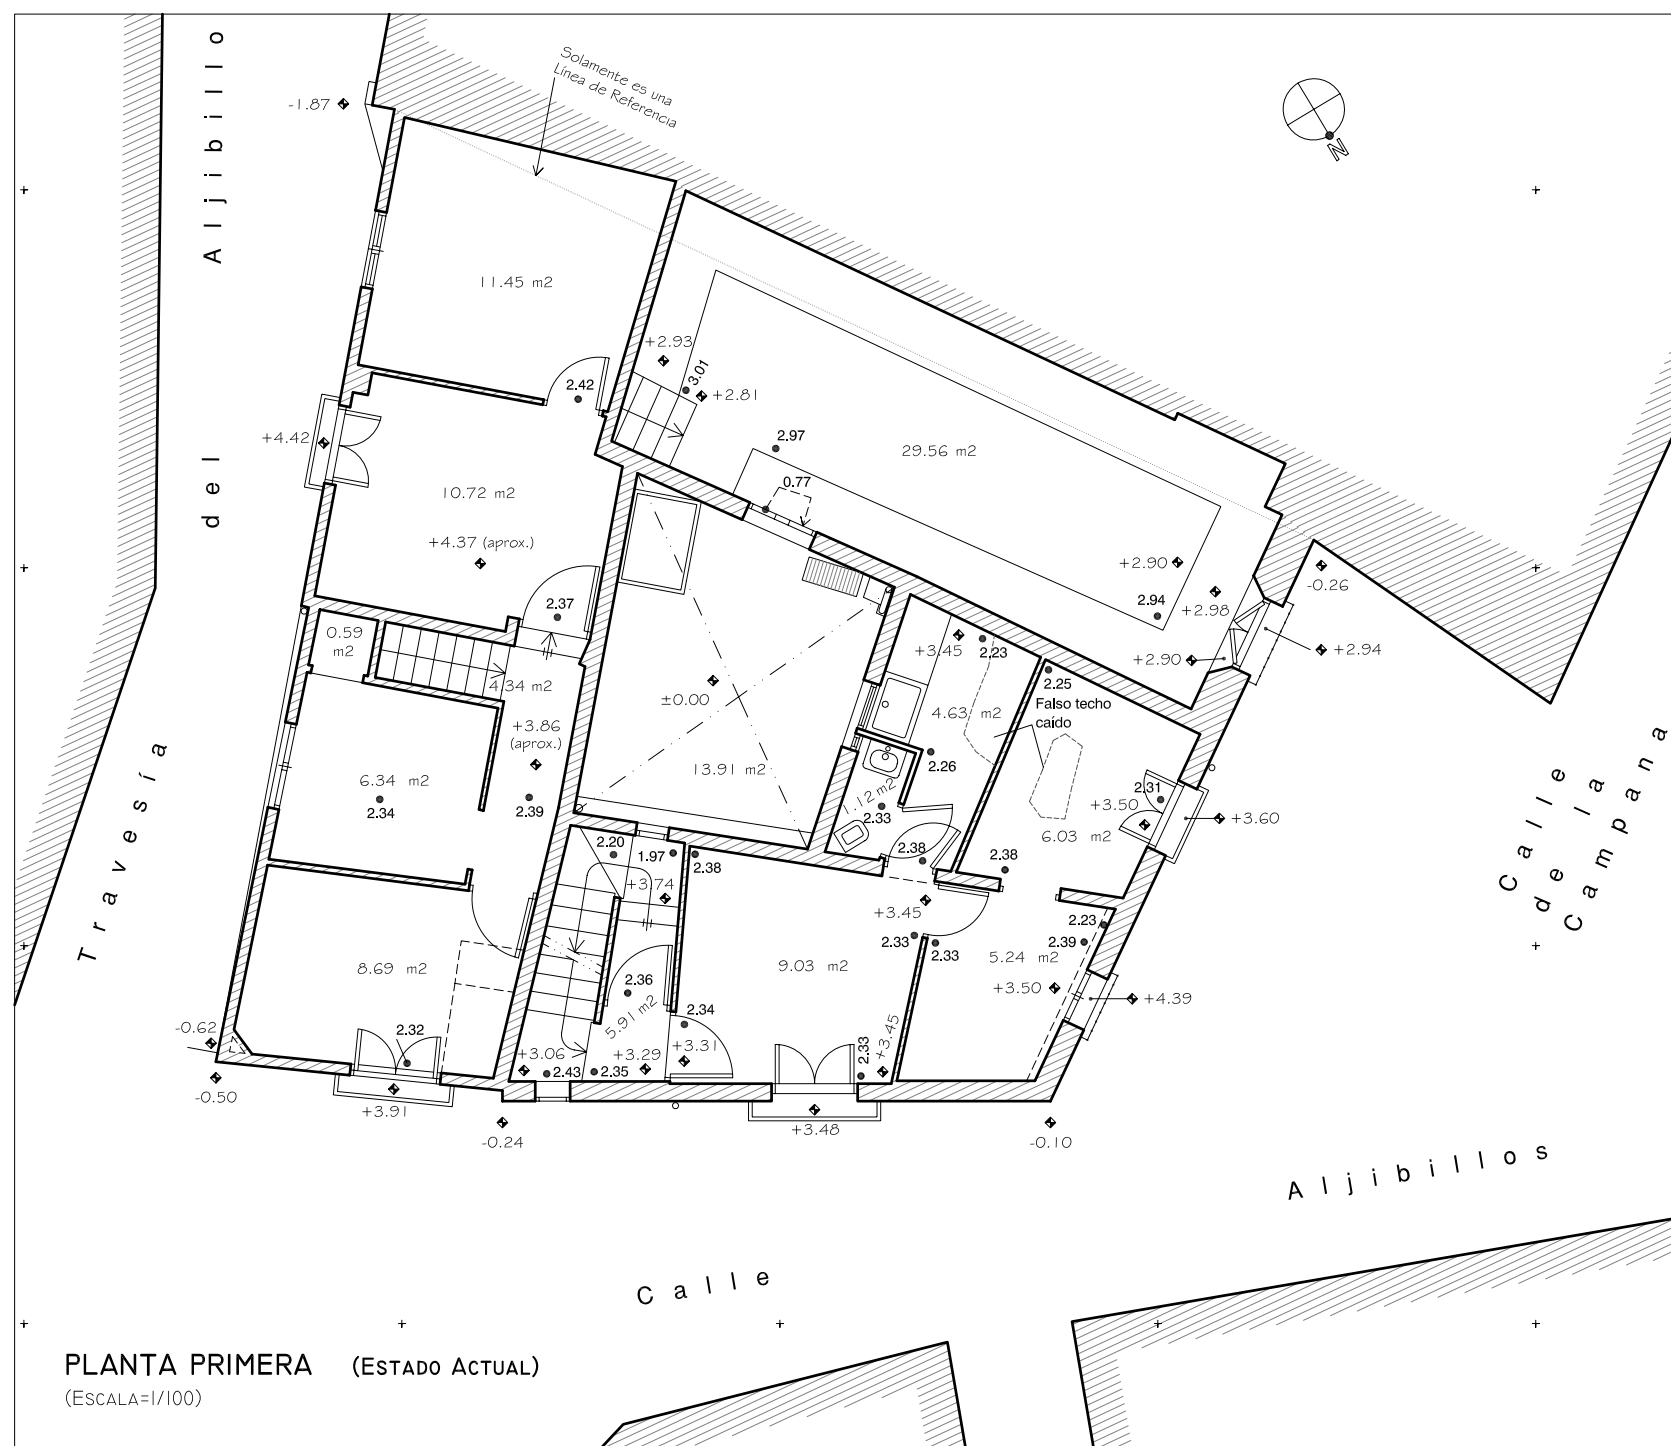 Travesía del Aljibillo
-1.87
Solamente es una
Línea de Referencia
N
11.45 m2
+2.93
3.01
+2.81
2.42
+4.42
2.97
29.56 m2
0.77
10.72 m2
+4.37 (aprox.)
+2.90
-0.26
2.94
+2.98
2.37
0.59
m2
+3.45
2.23
+2.90
+2.94
4.34 m2
±0.00
2.25
Falso techo
caído
4.63 m2
+3.86
(aprox.)
13.91 m2
2.26
6.34 m2
2.34
2.39
1.12 m2
2.33
2.31
+3.50
+3.60
6.03 m2
2.20
1.97
2.38
2.38
2.38
+3.74
+3.45
2.23
2.33
2.33
2.39
5.24 m2
8.69 m2
9.03 m2
2.36
+3.50
+4.39
5.91 m2
2.34
-0.62
2.32
+3.06
+3.29
+3.31
2.33
+3.45
2.43
2.35
-0.50
+3.91
-0.24
+3.48
-0.10
Calle
de la
Campana
Calle Aljibillos
PLANTA PRIMERA (ESTADO ACTUAL)
(ESCALA=1/100)